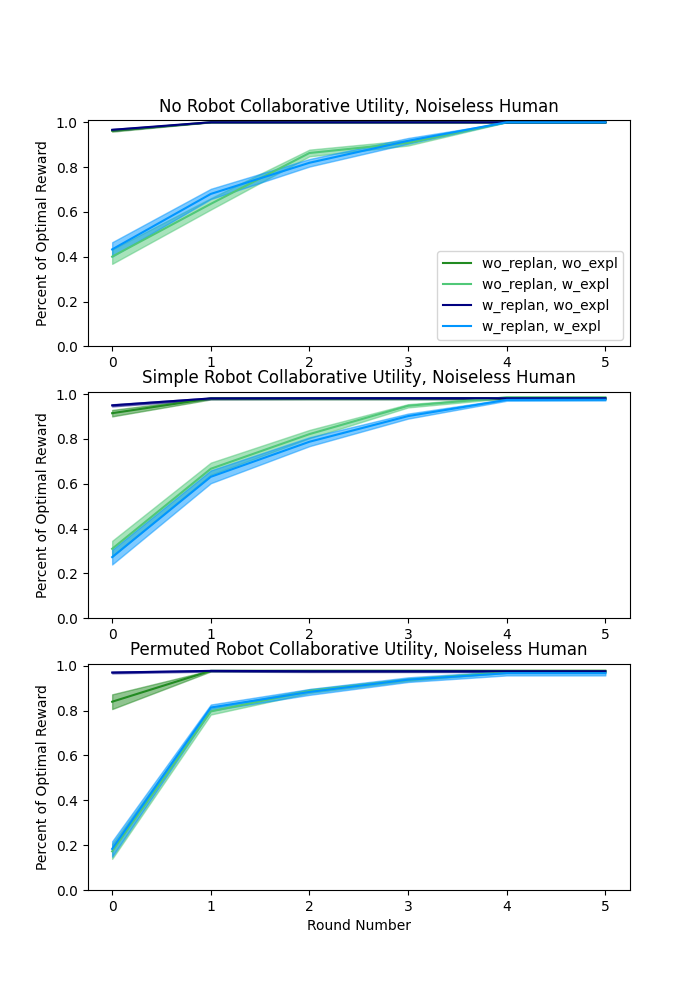 No Robot Collaborative Utility, Noiseless Human
Percent of Optimal Reward
1.0
0.8
0.6
0.4
0.2
0.0
wo_replan, wo_expl
wo_replan, w_expl
w_replan, wo_expl
w_replan, w_expl
0 1 2 3 4 5
Simple Robot Collaborative Utility, Noiseless Human
Percent of Optimal Reward
1.0
0.8
0.6
0.4
0.2
0.0
0 1 2 3 4 5
Permuted Robot Collaborative Utility, Noiseless Human
Percent of Optimal Reward
1.0
0.8
0.6
0.4
0.2
0.0
0 1 2 3 4 5
Round Number